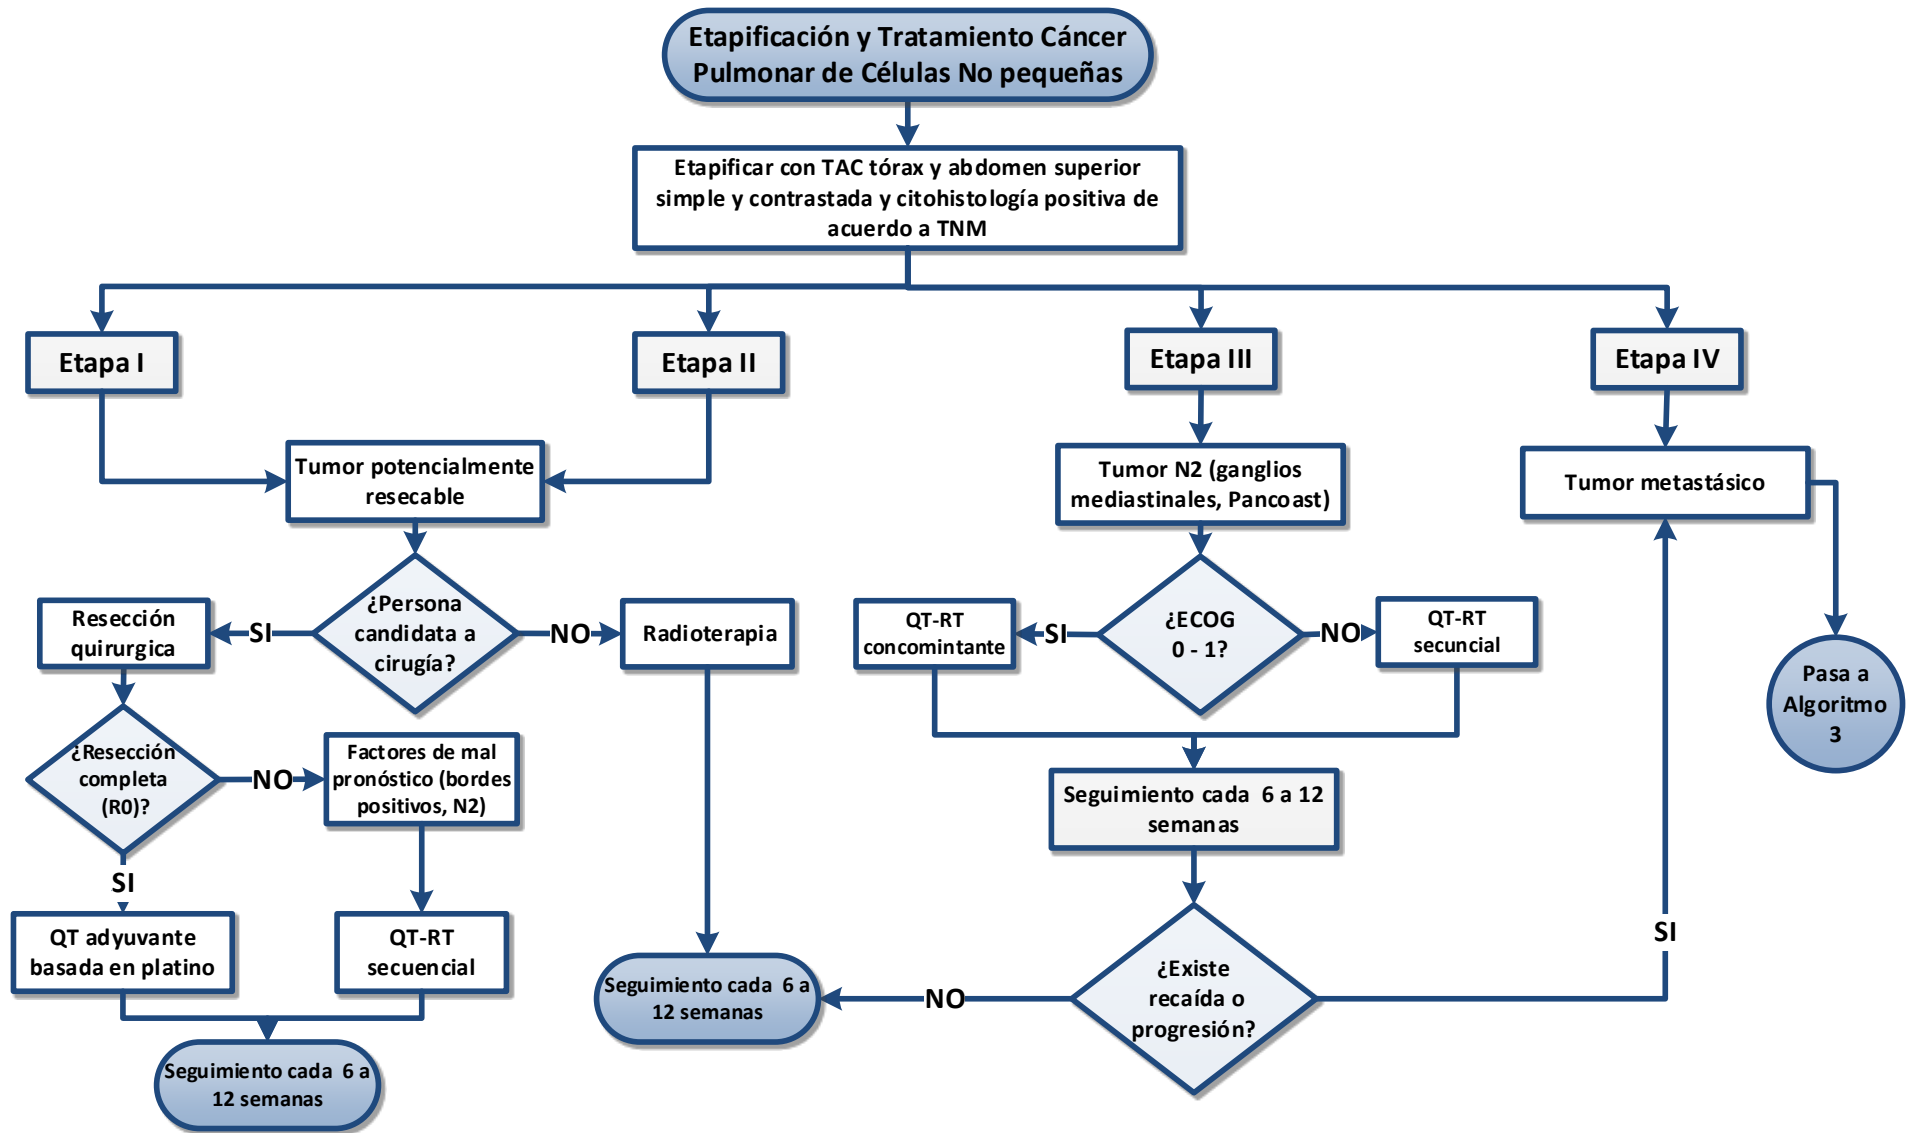 Etapificación y Tratamiento Cáncer
Pulmonar de Células No pequeñas
Etapificar con TAC tórax y abdomen superior
simple y contrastada y citohistología positiva de
acuerdo a TNM
Etapa I
Etapa II
Etapa III
Etapa IV
Tumor potencialmente
resecable
Tumor N2 (ganglios
mediastinales, Pancoast)
Tumor metastásico
¿Persona
candidata a
cirugía?
SI
NO
Resección
quirurgica
Radioterapia
¿ECOG
0 - 1?
SI
NO
QT-RT
concomintante
QT-RT
secuncial
Pasa a
Algoritmo
3
¿Resección
completa
(R0)?
NO
SI
Factores de mal
pronóstico (bordes
positivos, N2)
Seguimiento cada 6 a 12
semanas
QT adyuvante
basada en platino
QT-RT
secuencial
¿Existe
recaída o
progresión?
NO
SI
Seguimiento cada 6 a
12 semanas
Seguimiento cada 6 a
12 semanas